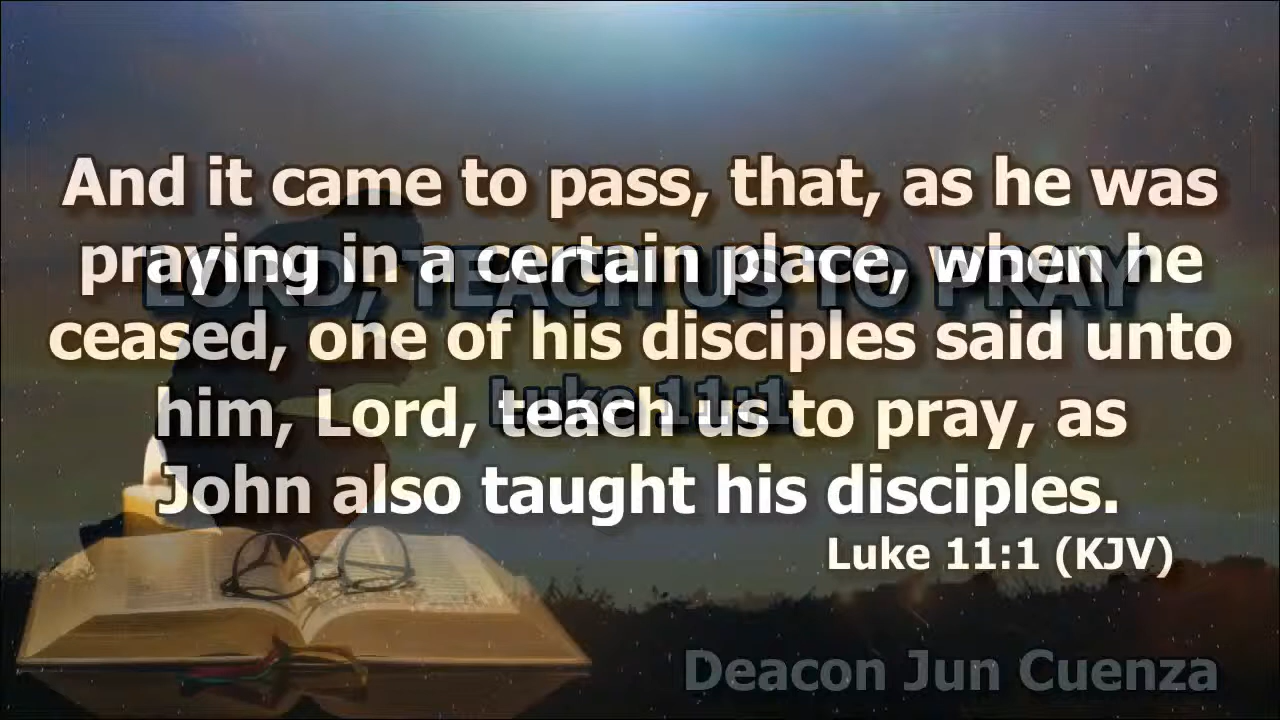 And it came to pass, that, as he was
praying in a certain place, when he
LORD, TEACH US TO PRAY
ceased, one of his disciples said unto
Luke 11:1
him, Lord, teach us to pray, as
John also taught his disciples.
Luke 11:1 (KJV)
Deacon Jun Cuenza